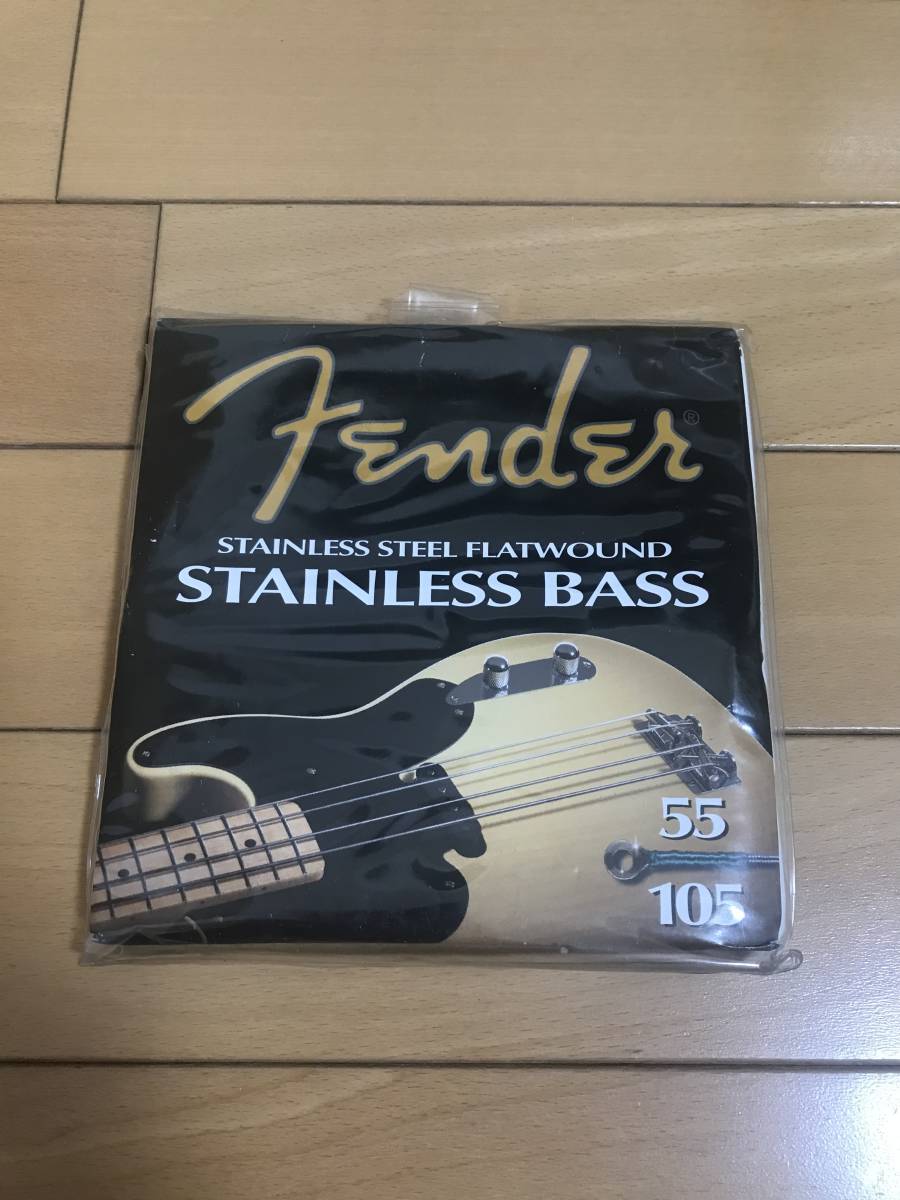 Fender®
STAINLESS STEEL FLATWOUND
STAINLESS BASS
55
105